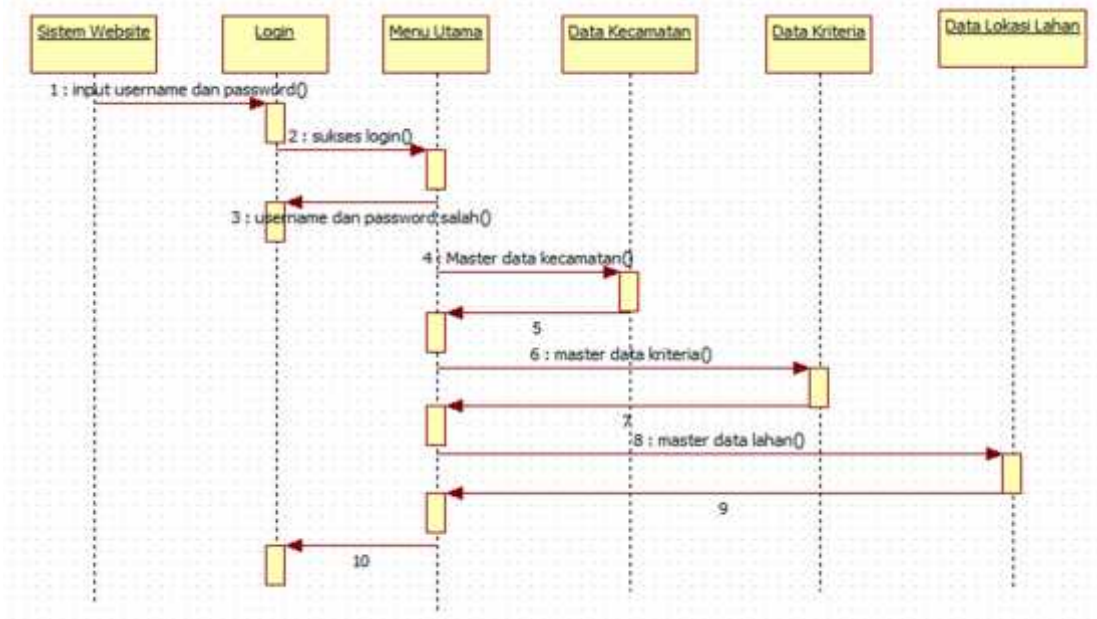 Sistem Website
Login
Menu Utama
Data Kecamatan
Data Kriteria
Data Lokasi Lahan
1 : input username dan password()
2 : sukses login()
3 : username dan password salah()
4 : Master data kecamatan()
5
6 : master data kriteria()
7
8 : master data lahan()
9
10